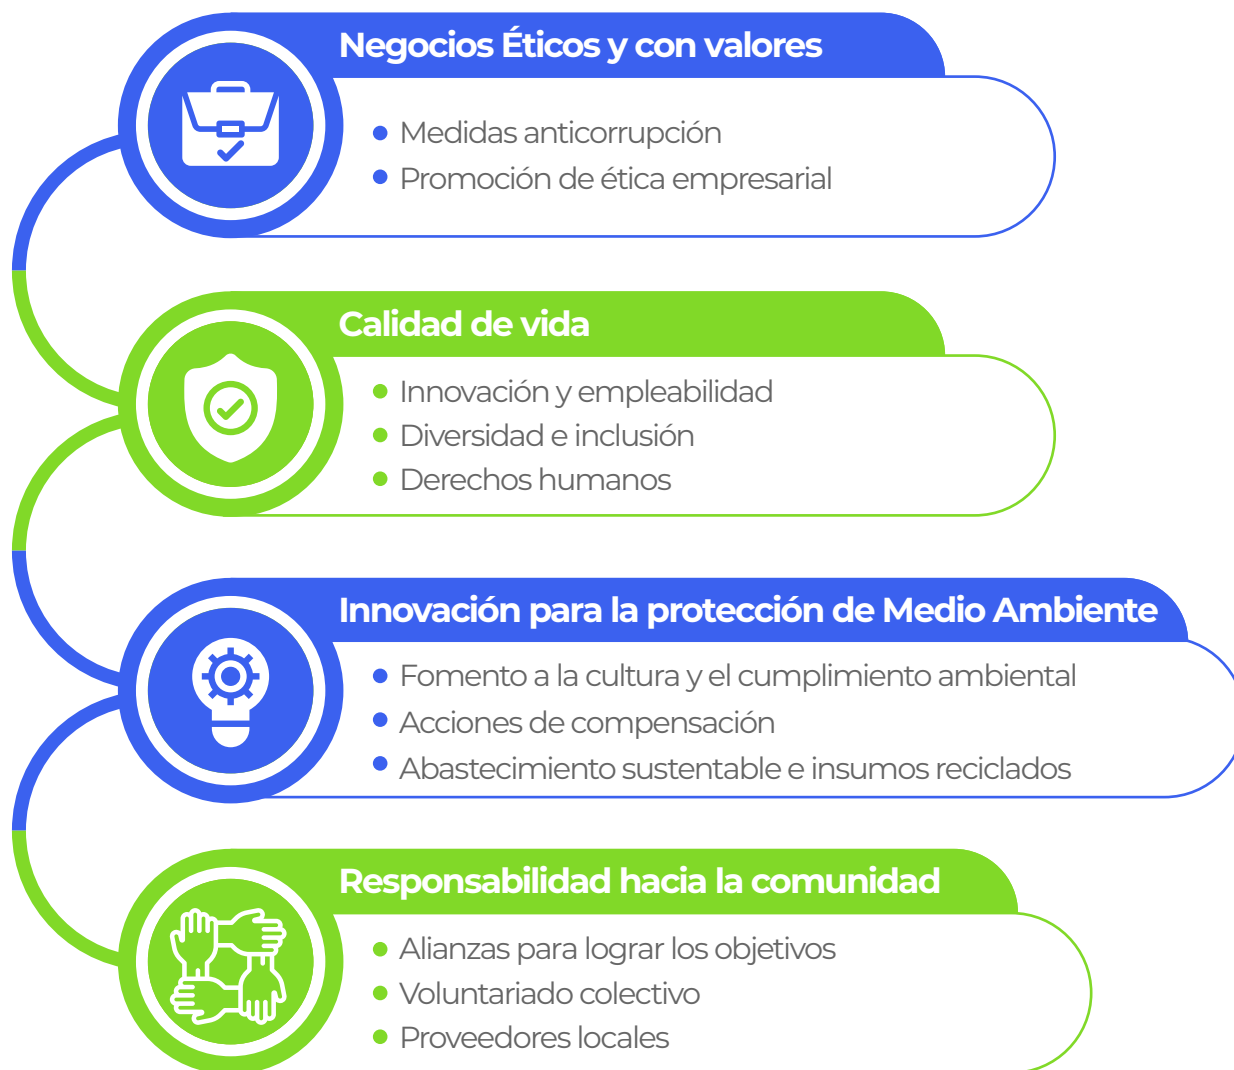 Negocios Éticos y con valores
Medidas anticorrupción
Promoción de ética empresarial
Calidad de vida
Innovación y empleabilidad
Diversidad e inclusión
Derechos humanos
Innovación para la protección de Medio Ambiente
Fomento a la cultura y el cumplimiento ambiental
Acciones de compensación
Abastecimiento sustentable e insumos reciclados
Responsabilidad hacia la comunidad
Alianzas para lograr los objetivos
Voluntariado colectivo
Proveedores locales